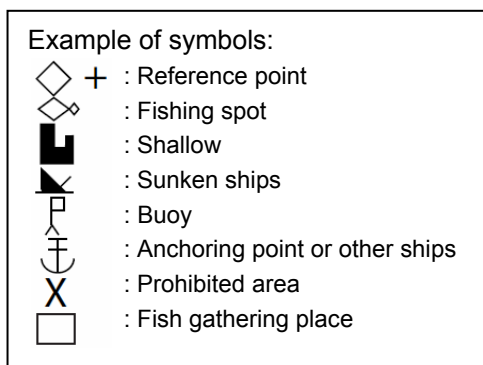 Example of symbols:
: Reference point
: Fishing spot
: Shallow
: Sunken ships
: Buoy
: Anchoring point or other ships
X : Prohibited area
: Fish gathering place